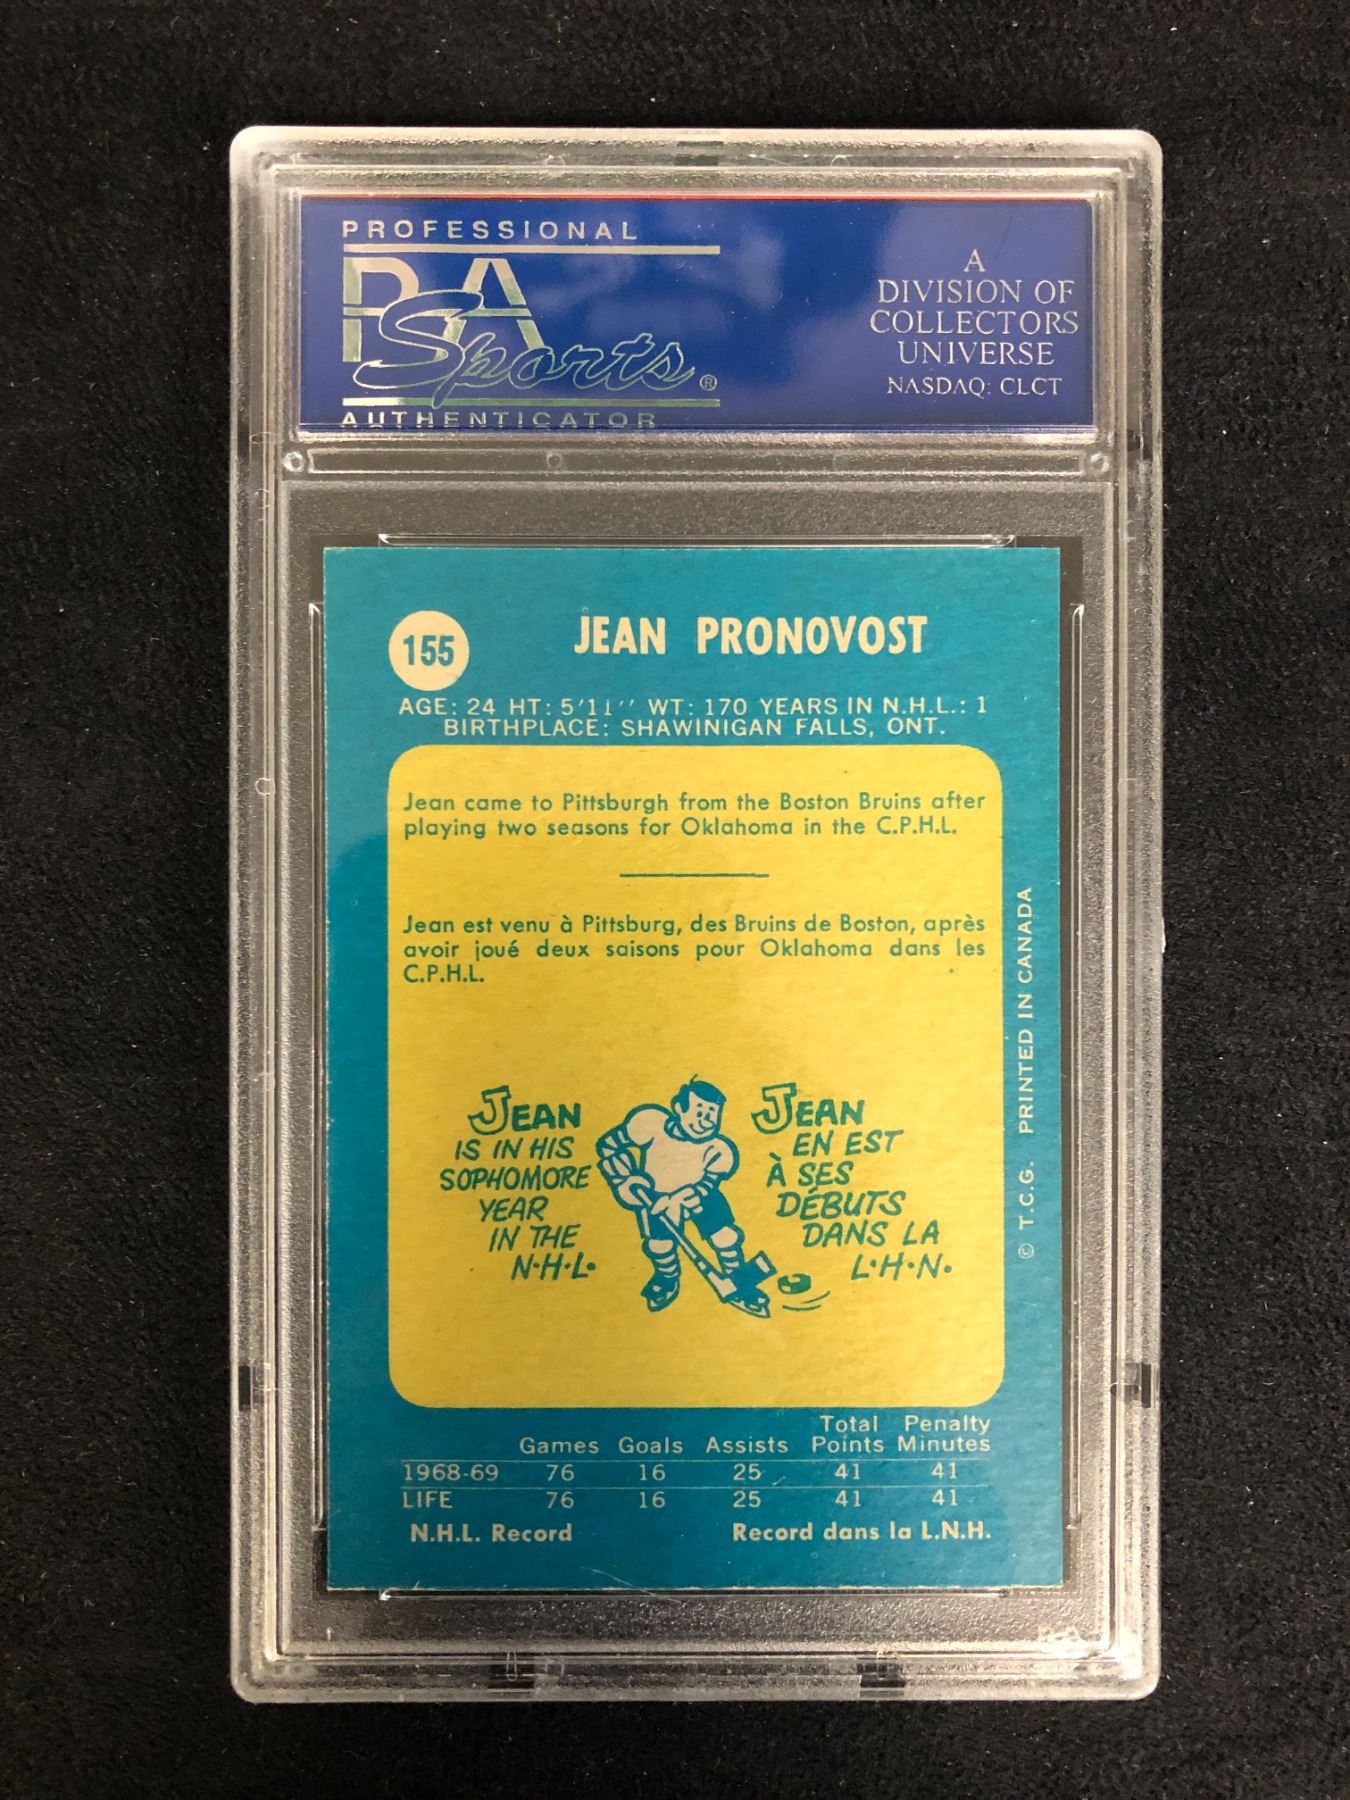 PROFESSIONAL
PSA
Sports®
AUTHENTICATOR
A
DIVISION OF
COLLECTORS
UNIVERSE
NASDAQ: CLCT
155
JEAN PRONOVOST
AGE: 24 HT: 5'11'' WT: 170 YEARS IN N.H.L.: 1
BIRTHPLACE: SHAWINIGAN FALLS, ONT.
Jean came to Pittsburgh from the Boston Bruins after
playing two seasons for Oklahoma in the C.P.H.L.
Jean est venu à Pittsburg, des Bruins de Boston, après
avoir joué deux saisons pour Oklahoma dans les
C.P.H.L.
JEAN
IS IN HIS
SOPHOMORE
YEAR
IN THE
N.H.L.
JEAN
EN EST
À SES
DÉBUTS
DANS LA
L.H.N.
© T.C.G. PRINTED IN CANADA
Games Goals Assists Total Points Penalty Minutes
1968-69 76 16 25 41 41
LIFE 76 16 25 41 41
N.H.L. Record Record dans la L.N.H.